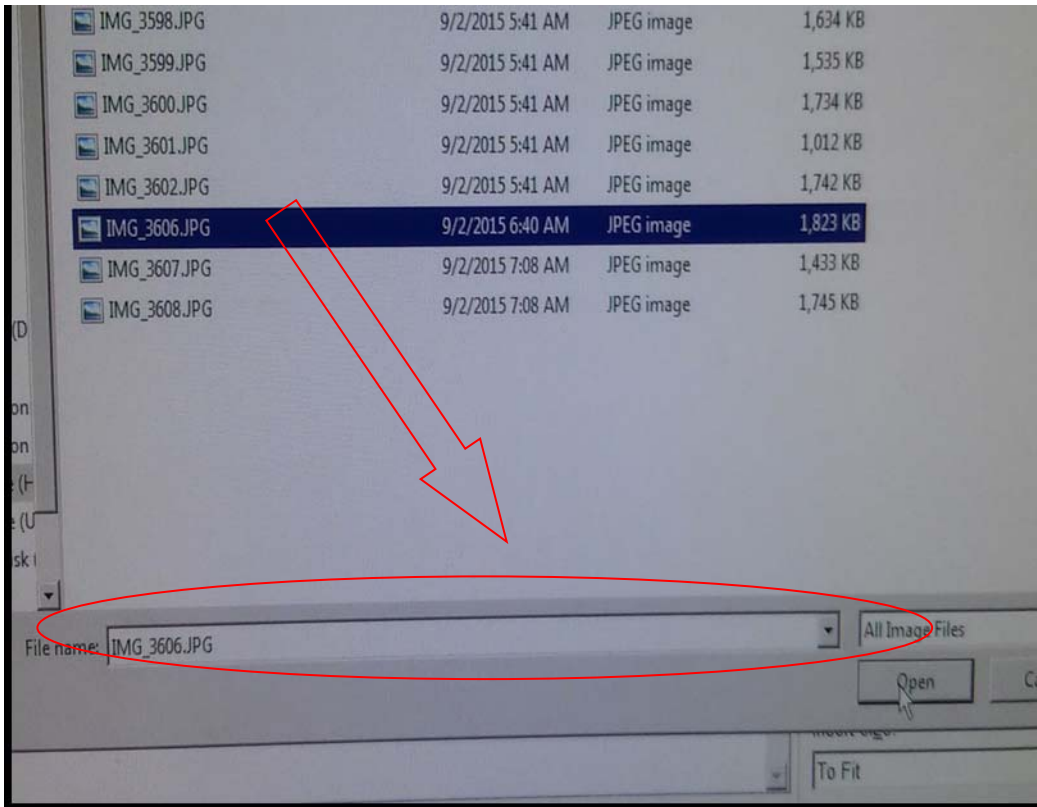 IMG_3598.JPG 9/2/2015 5:41 AM JPEG image 1,634 KB
IMG_3599.JPG 9/2/2015 5:41 AM JPEG image 1,535 KB
IMG_3600.JPG 9/2/2015 5:41 AM JPEG image 1,734 KB
IMG_3601.JPG 9/2/2015 5:41 AM JPEG image 1,012 KB
IMG_3602.JPG 9/2/2015 5:41 AM JPEG image 1,742 KB
IMG_3606.JPG 9/2/2015 6:40 AM JPEG image 1,823 KB
IMG_3607.JPG 9/2/2015 7:08 AM JPEG image 1,433 KB
IMG_3608.JPG 9/2/2015 7:08 AM JPEG image 1,745 KB
(D
on
on
(H
(U
sk
File name: IMG_3606.JPG All Image Files
Open
To Fit